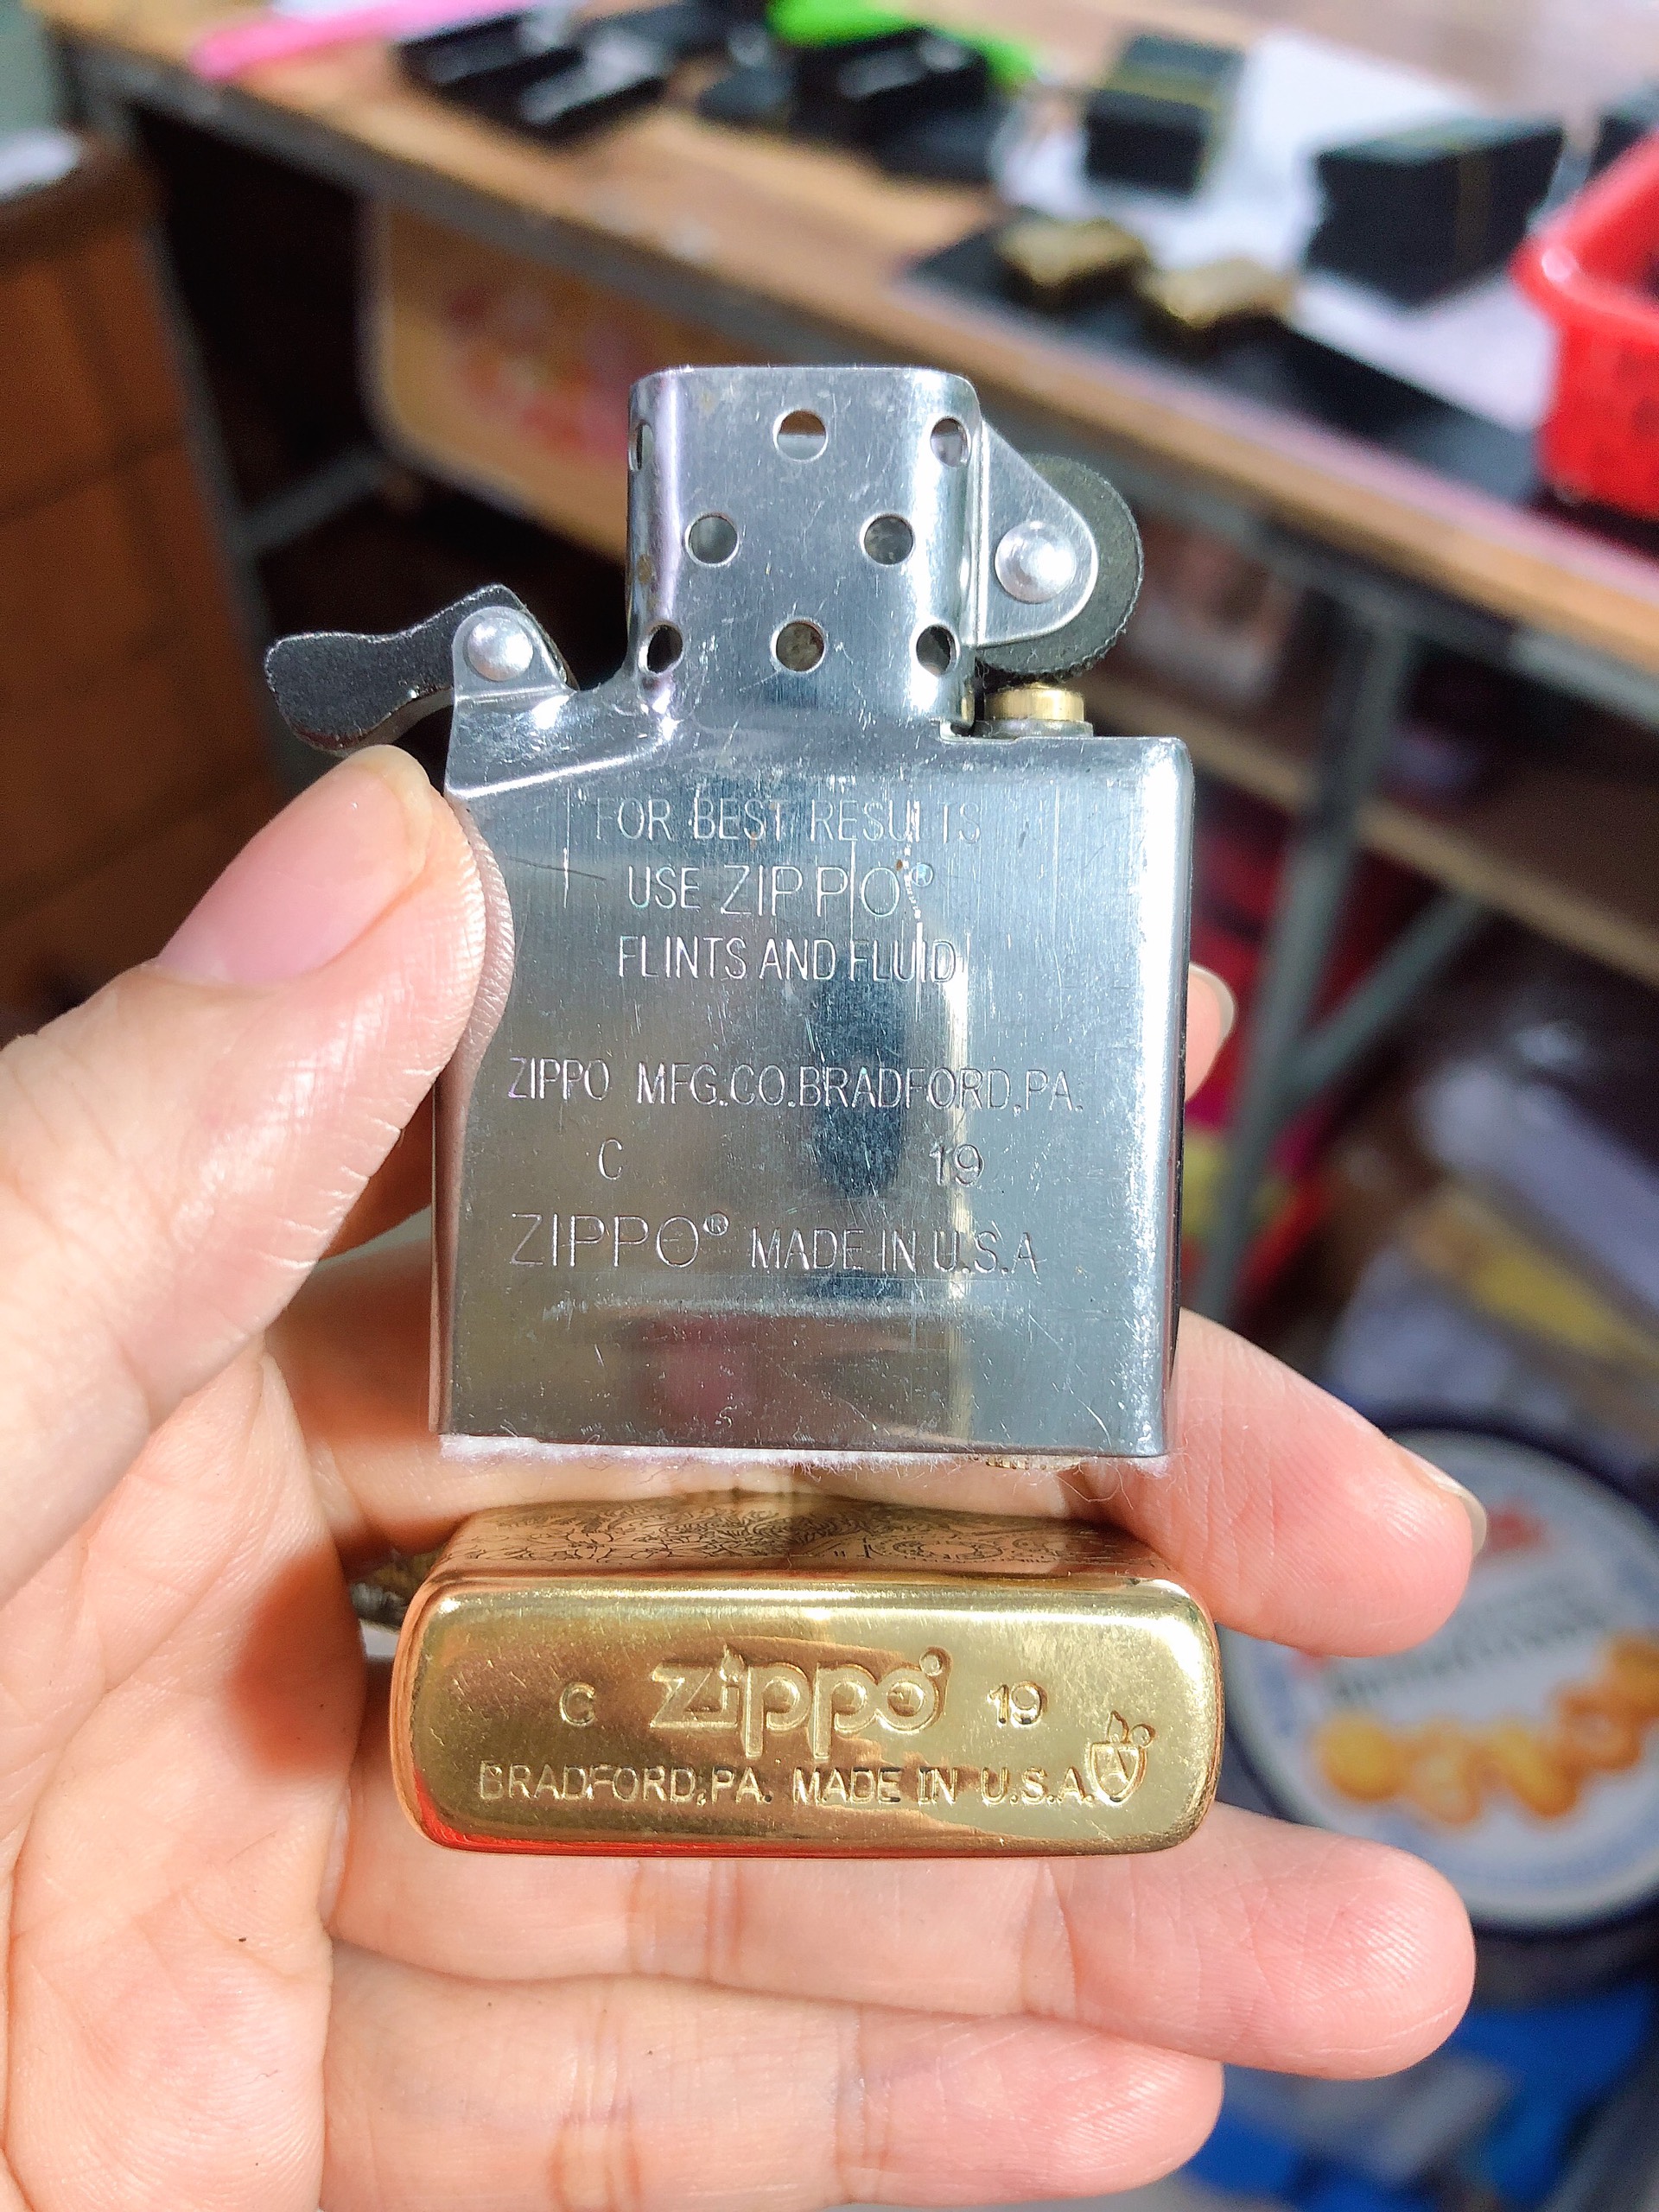 FOR BEST RESULTS
USE ZIPPO®
FLINTS AND FLUID
ZIPPO MFG.CO.BRADFORD,PA.
C 19
ZIPPO® MADE IN U.S.A
C zippo 19
BRADFORD,PA. MADE IN U.S.A.